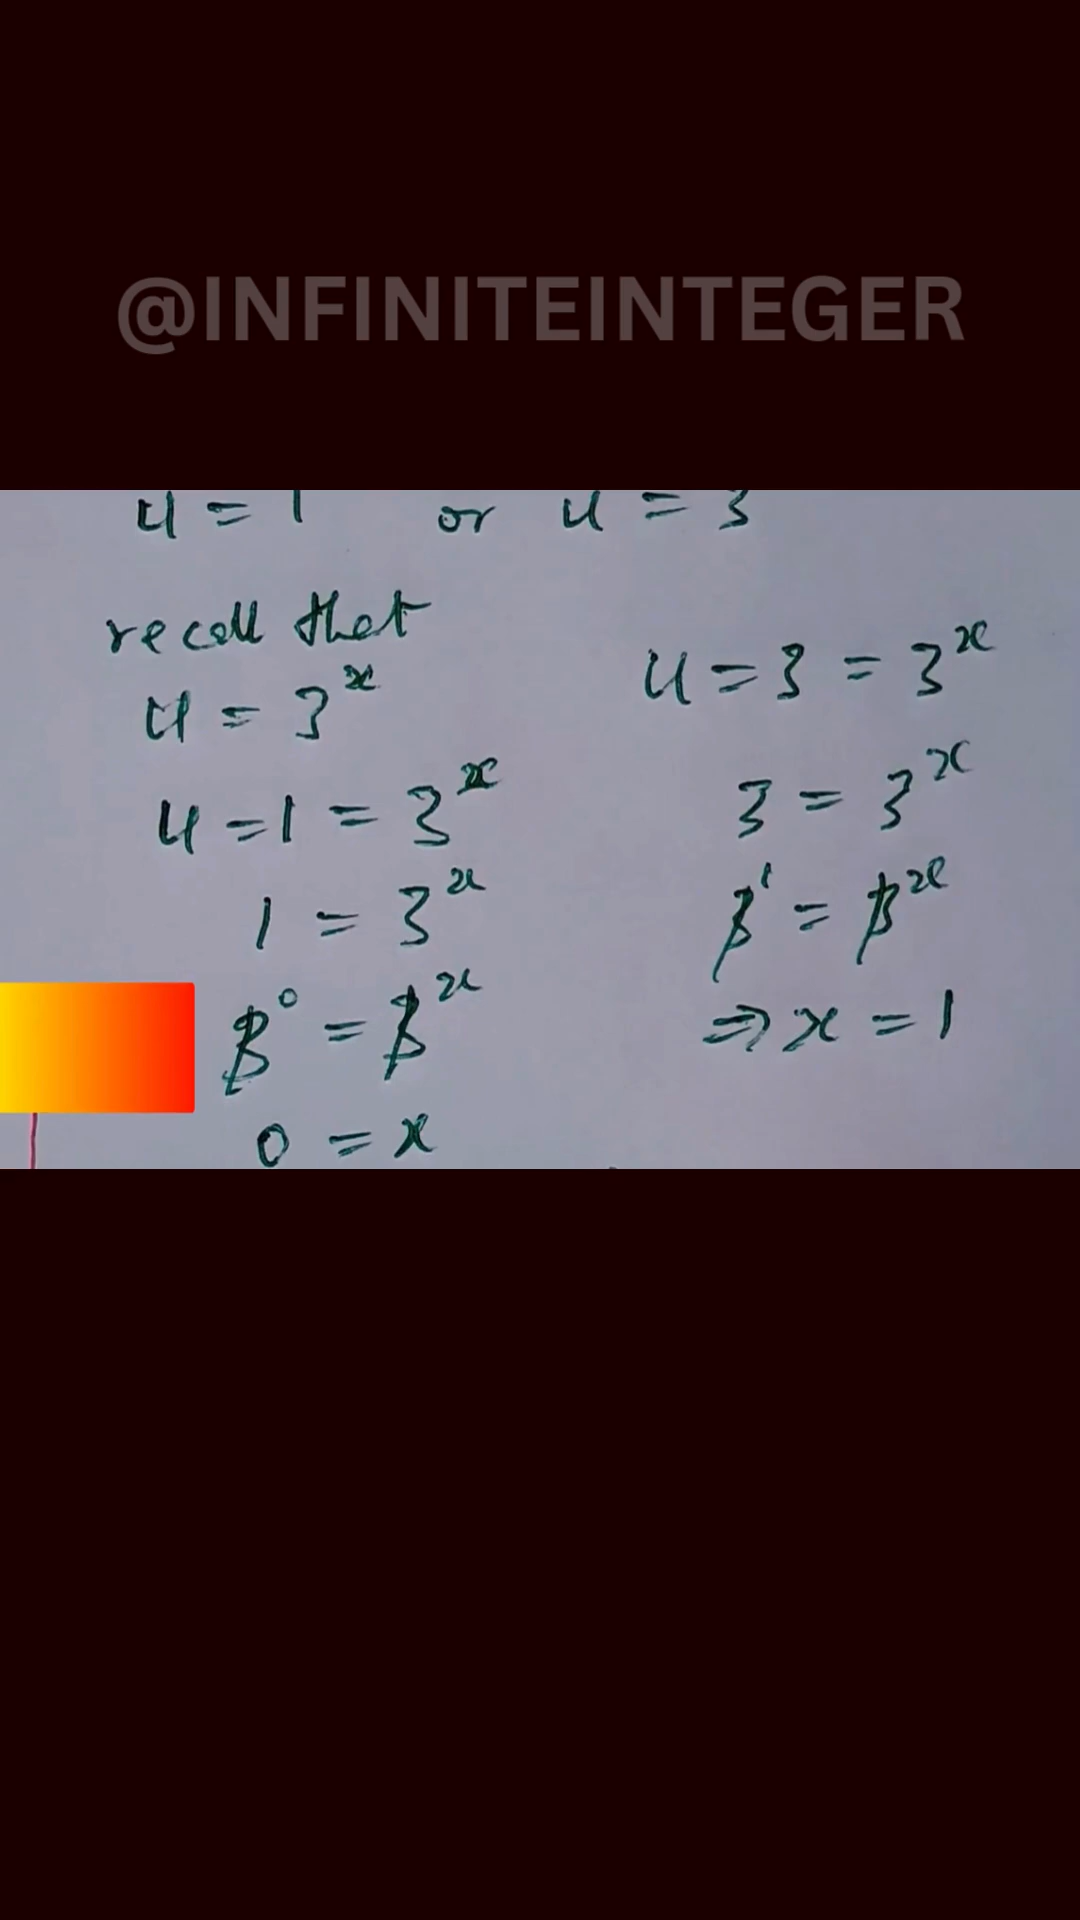 @INFINITEINTEGER
u = 1 or u = 3
recall that
u = 3^x
u = 1 = 3^x
1 = 3^x
3^0 = 3^x
0 = x
u = 3 = 3^x
3 = 3^x
3^1 = 3^x
⇒ x = 1